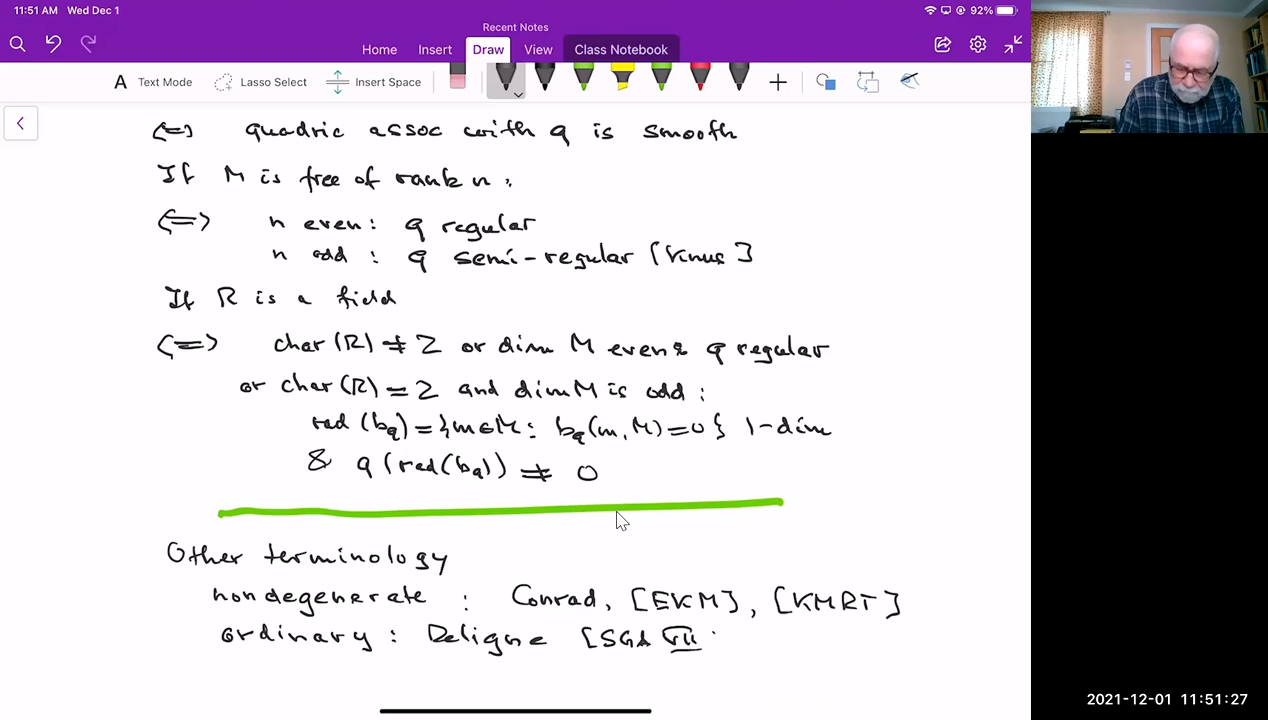 11:51 AM Wed Dec 1
92%
Recent Notes
Home Insert Draw View Class Notebook
A Text Mode Lasso Select Insert Space
⟺ quadric assoc with q is smooth
If M is free of rank n,
⟺ n even: q regular
n odd : q semi-regular [Knus]
If R is a field
⟺ char(R) ≠ 2 or dim M even & q regular
or char(R) = 2 and dim M is odd :
rad(bq) = {m∈M: bq(m, M) = 0} 1-dim
& q(rad(bq)) ≠ 0
Other terminology
nondegenerate : Conrad, [EKM], [KMRT]
ordinary : Deligne [SGA VII
2021-12-01 11:51:27